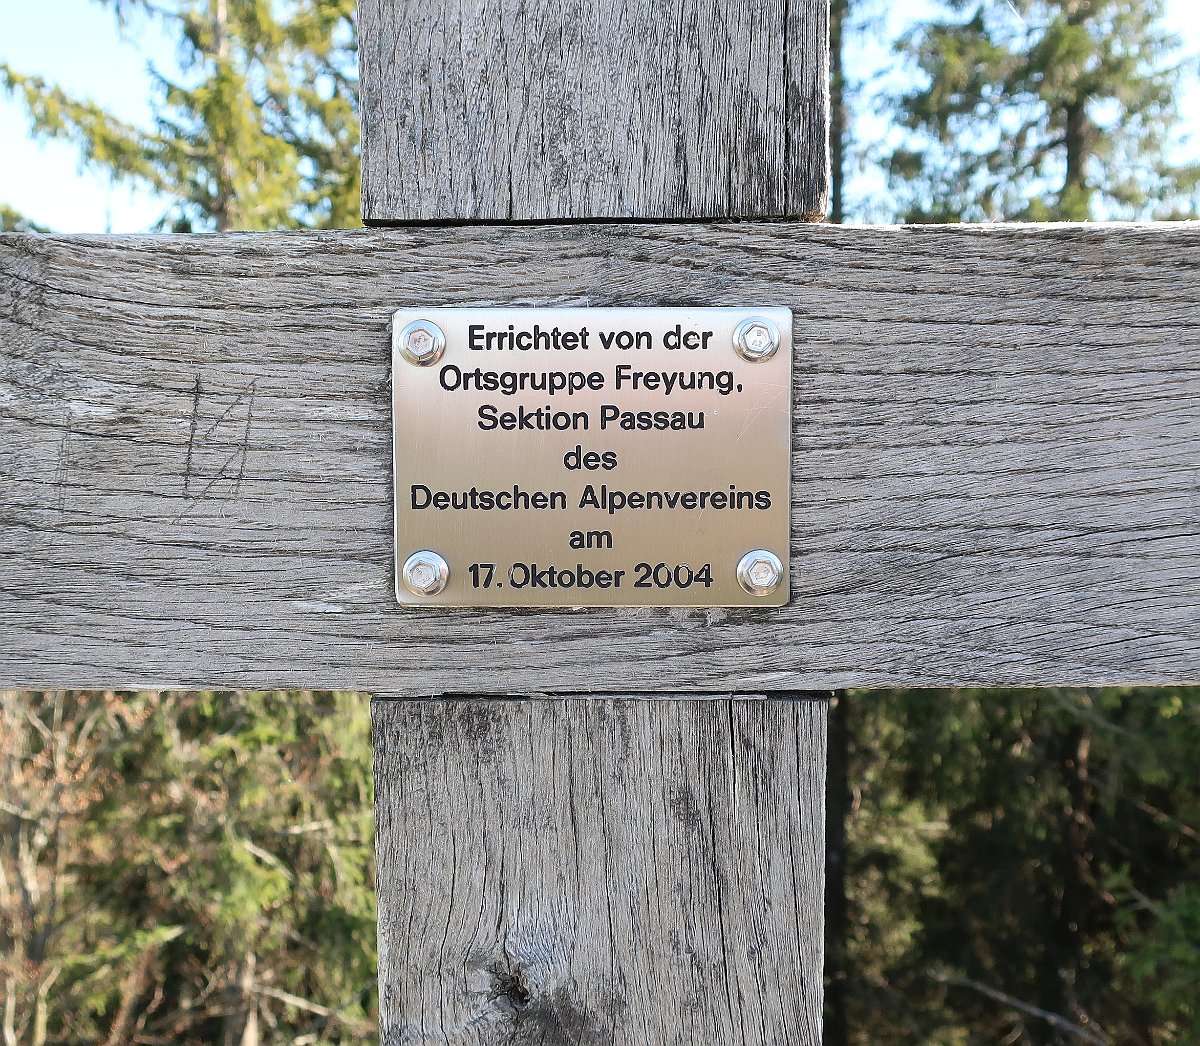 Errichtet von der
Ortsgruppe Freyung,
Sektion Passau
des
Deutschen Alpenvereins
am
17. Oktober 2004